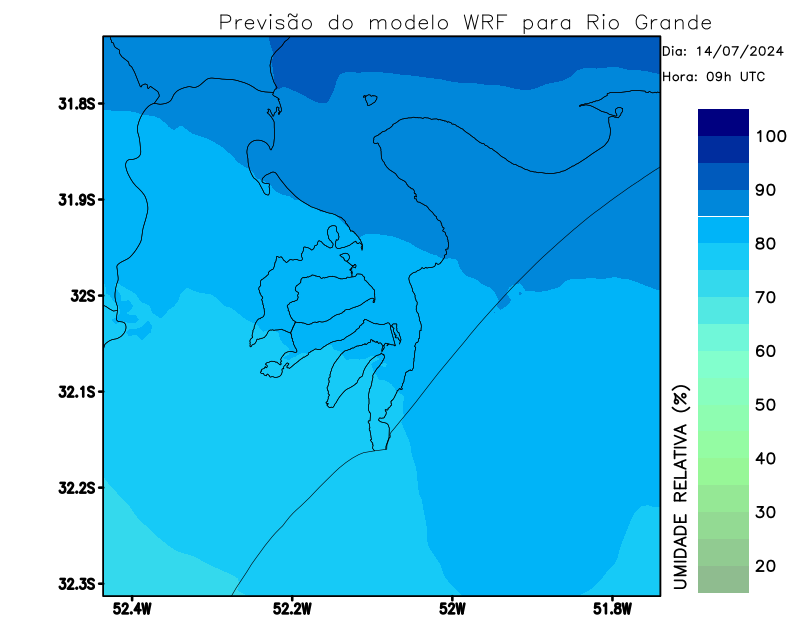 Previsão do modelo WRF para Rio Grande
Dia: 14/07/2024
Hora: 09h UTC
31.8S
31.9S
32S
32.1S
32.2S
32.3S
52.4W
52.2W
52W
51.8W
100
90
80
70
60
50
40
30
20
UMIDADE RELATIVA (%)